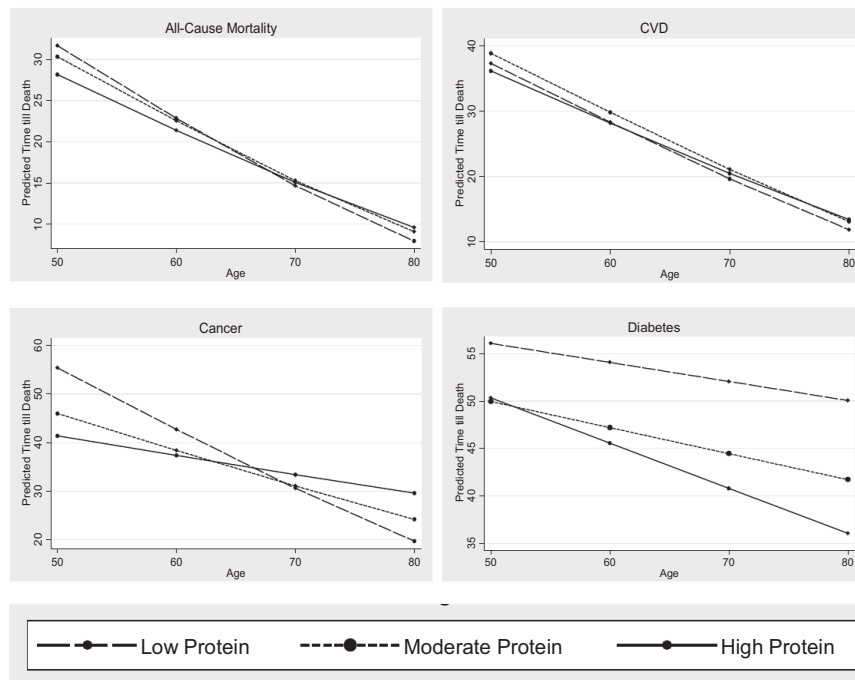 All-Cause Mortality
Predicted Time till Death
30
25
20
15
10
50 60 70 80
Age
CVD
Predicted Time till Death
40
30
20
10
50 60 70 80
Age
Cancer
Predicted Time till Death
60
50
40
30
20
50 60 70 80
Age
Diabetes
Predicted Time till Death
55
50
45
40
35
50 60 70 80
Age
Low Protein Moderate Protein High Protein